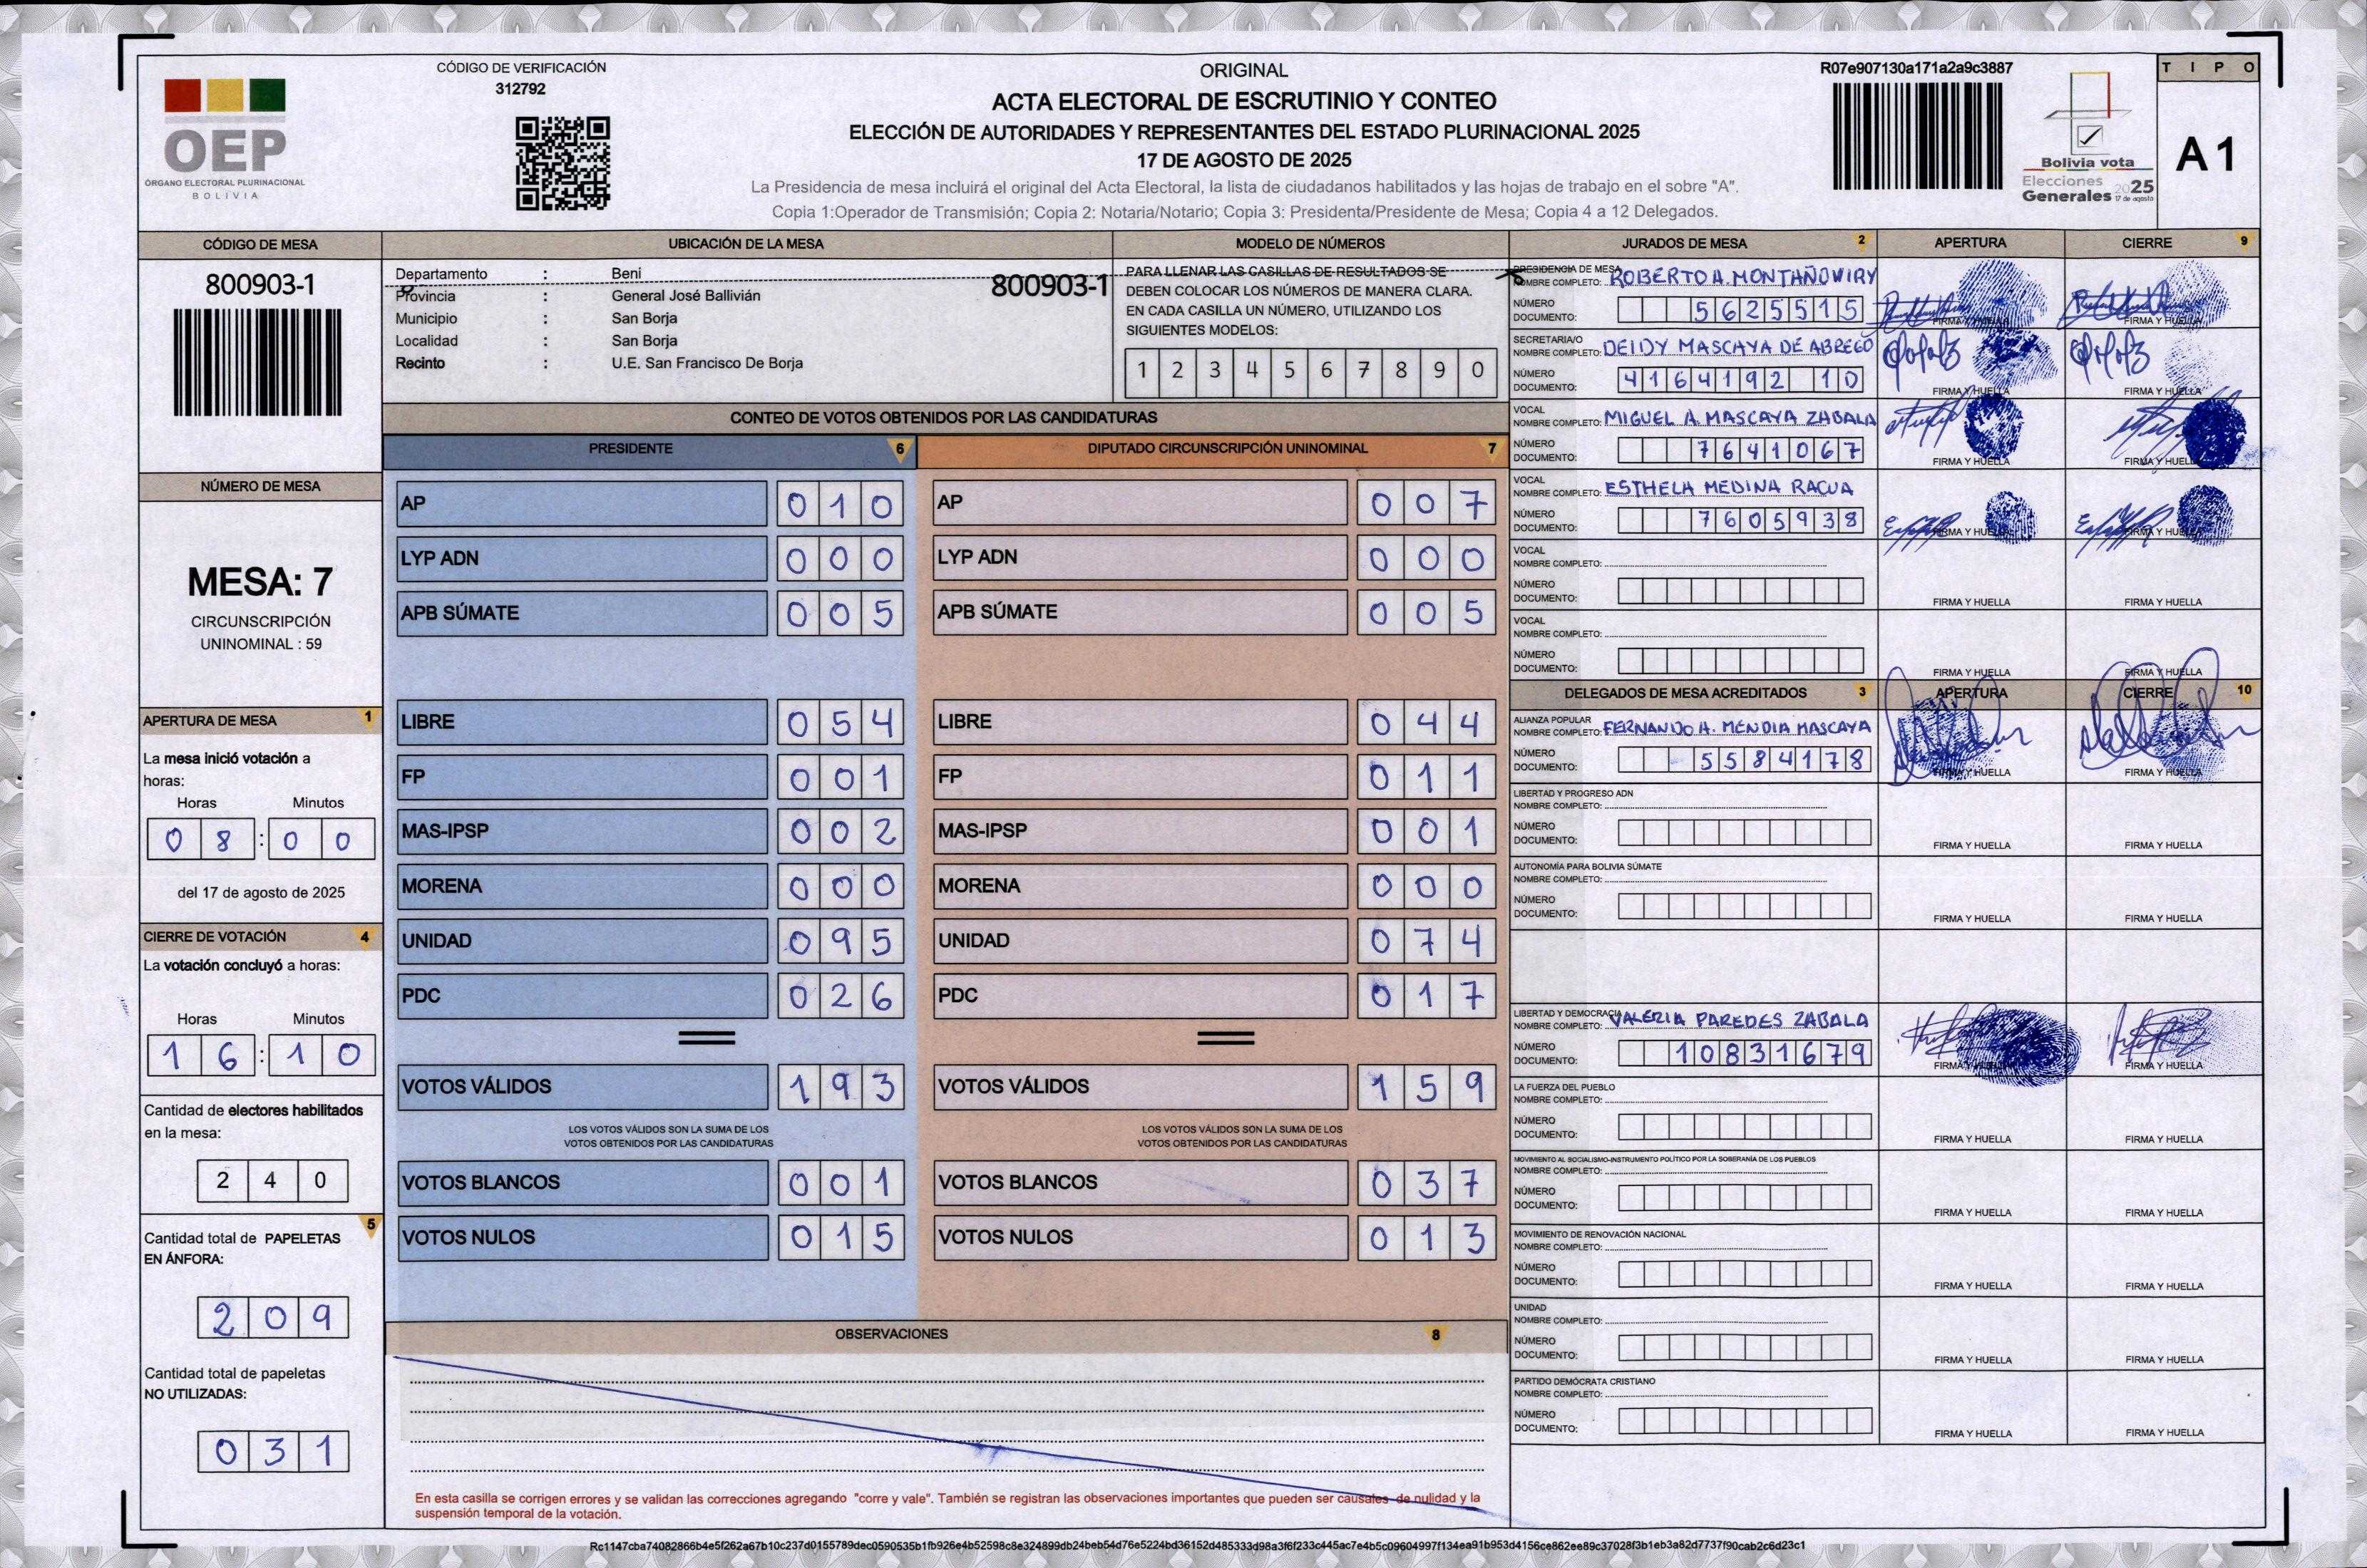 CÓDIGO DE VERIFICACIÓN
312792
OEP
ÓRGANO ELECTORAL PLURINACIONAL
BOLIVIA
ORIGINAL
ACTA ELECTORAL DE ESCRUTINIO Y CONTEO
ELECCIÓN DE AUTORIDADES Y REPRESENTANTES DEL ESTADO PLURINACIONAL 2025
17 DE AGOSTO DE 2025
La Presidencia de mesa incluirá el original del Acta Electoral, la lista de ciudadanos habilitados y las hojas de trabajo en el sobre "A".
Copia 1:Operador de Transmisión; Copia 2: Notaria/Notario; Copia 3: Presidenta/Presidente de Mesa; Copia 4 a 12 Delegados.
R07e907130a171a2a9c3887
Bolivia vota
Elecciones
Generales 2025
17 de agosto
TIPO
A1
CÓDIGO DE MESA
800903-1
NÚMERO DE MESA
MESA: 7
CIRCUNSCRIPCIÓN
UNINOMINAL : 59
APERTURA DE MESA 1
La mesa inició votación a
horas:
Horas Minutos
08:00
del 17 de agosto de 2025
CIERRE DE VOTACIÓN 4
La votación concluyó a horas:
Horas Minutos
16:10
Cantidad de electores habilitados
en la mesa:
240
5
Cantidad total de PAPELETAS
EN ÁNFORA:
209
Cantidad total de papeletas
NO UTILIZADAS:
031
UBICACIÓN DE LA MESA
Departamento : Beni
Provincia : General José Ballivián
Municipio : San Borja
Localidad : San Borja
Recinto : U.E. San Francisco De Borja
800903-1
MODELO DE NÚMEROS
PARA LLENAR LAS CASILLAS DE RESULTADOS SE
DEBEN COLOCAR LOS NÚMEROS DE MANERA CLARA.
EN CADA CASILLA UN NÚMERO, UTILIZANDO LOS
SIGUIENTES MODELOS:
1 2 3 4 5 6 7 8 9 0
CONTEO DE VOTOS OBTENIDOS POR LAS CANDIDATURAS
PRESIDENTE 6
AP 010
LYP ADN 000
APB SÚMATE 005
LIBRE 054
FP 001
MAS-IPSP 002
MORENA 000
UNIDAD 095
PDC 026
VOTOS VÁLIDOS 193
LOS VOTOS VÁLIDOS SON LA SUMA DE LOS
VOTOS OBTENIDOS POR LAS CANDIDATURAS
VOTOS BLANCOS 001
VOTOS NULOS 015
DIPUTADO CIRCUNSCRIPCIÓN UNINOMINAL 7
AP 007
LYP ADN 000
APB SÚMATE 005
LIBRE 044
FP 011
MAS-IPSP 001
MORENA 000
UNIDAD 074
PDC 017
VOTOS VÁLIDOS 159
LOS VOTOS VÁLIDOS SON LA SUMA DE LOS
VOTOS OBTENIDOS POR LAS CANDIDATURAS
VOTOS BLANCOS 037
VOTOS NULOS 013
OBSERVACIONES 8
En esta casilla se corrigen errores y se validan las correcciones agregando "corre y vale". También se registran las observaciones importantes que pueden ser causales de nulidad y la
suspensión temporal de la votación.
JURADOS DE MESA 2 APERTURA CIERRE 9
PRESIDENCIA DE MESA
NOMBRE COMPLETO: ROBERTO A. MONTAÑO WIRY
NÚMERO
DOCUMENTO: 5625515
FIRMA Y HUELLA FIRMA Y HUELLA
SECRETARIA/O
NOMBRE COMPLETO: DEIDY MASCAYA DE ABREGO
NÚMERO
DOCUMENTO: 4164192 10
FIRMA Y HUELLA FIRMA Y HUELLA
VOCAL
NOMBRE COMPLETO: MIGUEL A. MASCAYA ZABALA
NÚMERO
DOCUMENTO: 7641067
FIRMA Y HUELLA FIRMA Y HUELLA
VOCAL
NOMBRE COMPLETO: ESTHELA MEDINA RACUA
NÚMERO
DOCUMENTO: 7605938
FIRMA Y HUELLA FIRMA Y HUELLA
VOCAL
NOMBRE COMPLETO:
NÚMERO
DOCUMENTO:
FIRMA Y HUELLA FIRMA Y HUELLA
VOCAL
NOMBRE COMPLETO:
NÚMERO
DOCUMENTO:
FIRMA Y HUELLA FIRMA Y HUELLA
DELEGADOS DE MESA ACREDITADOS 3 APERTURA CIERRE 10
ALIANZA POPULAR
NOMBRE COMPLETO: FERNANDO A. MENDIA MASCAYA
NÚMERO
DOCUMENTO: 5584178
FIRMA Y HUELLA FIRMA Y HUELLA
LIBERTAD Y PROGRESO ADN
NOMBRE COMPLETO:
NÚMERO
DOCUMENTO:
FIRMA Y HUELLA FIRMA Y HUELLA
AUTONOMÍA PARA BOLIVIA SÚMATE
NOMBRE COMPLETO:
NÚMERO
DOCUMENTO:
FIRMA Y HUELLA FIRMA Y HUELLA
LIBERTAD Y DEMOCRACIA
NOMBRE COMPLETO: VALERIA PAREDES ZABALA
NÚMERO
DOCUMENTO: 10831679
FIRMA Y HUELLA FIRMA Y HUELLA
LA FUERZA DEL PUEBLO
NOMBRE COMPLETO:
NÚMERO
DOCUMENTO:
FIRMA Y HUELLA FIRMA Y HUELLA
MOVIMIENTO AL SOCIALISMO-INSTRUMENTO POLÍTICO POR LA SOBERANÍA DE LOS PUEBLOS
NOMBRE COMPLETO:
NÚMERO
DOCUMENTO:
FIRMA Y HUELLA FIRMA Y HUELLA
MOVIMIENTO DE RENOVACIÓN NACIONAL
NOMBRE COMPLETO:
NÚMERO
DOCUMENTO:
FIRMA Y HUELLA FIRMA Y HUELLA
UNIDAD
NOMBRE COMPLETO:
NÚMERO
DOCUMENTO:
FIRMA Y HUELLA FIRMA Y HUELLA
PARTIDO DEMÓCRATA CRISTIANO
NOMBRE COMPLETO:
NÚMERO
DOCUMENTO:
FIRMA Y HUELLA FIRMA Y HUELLA